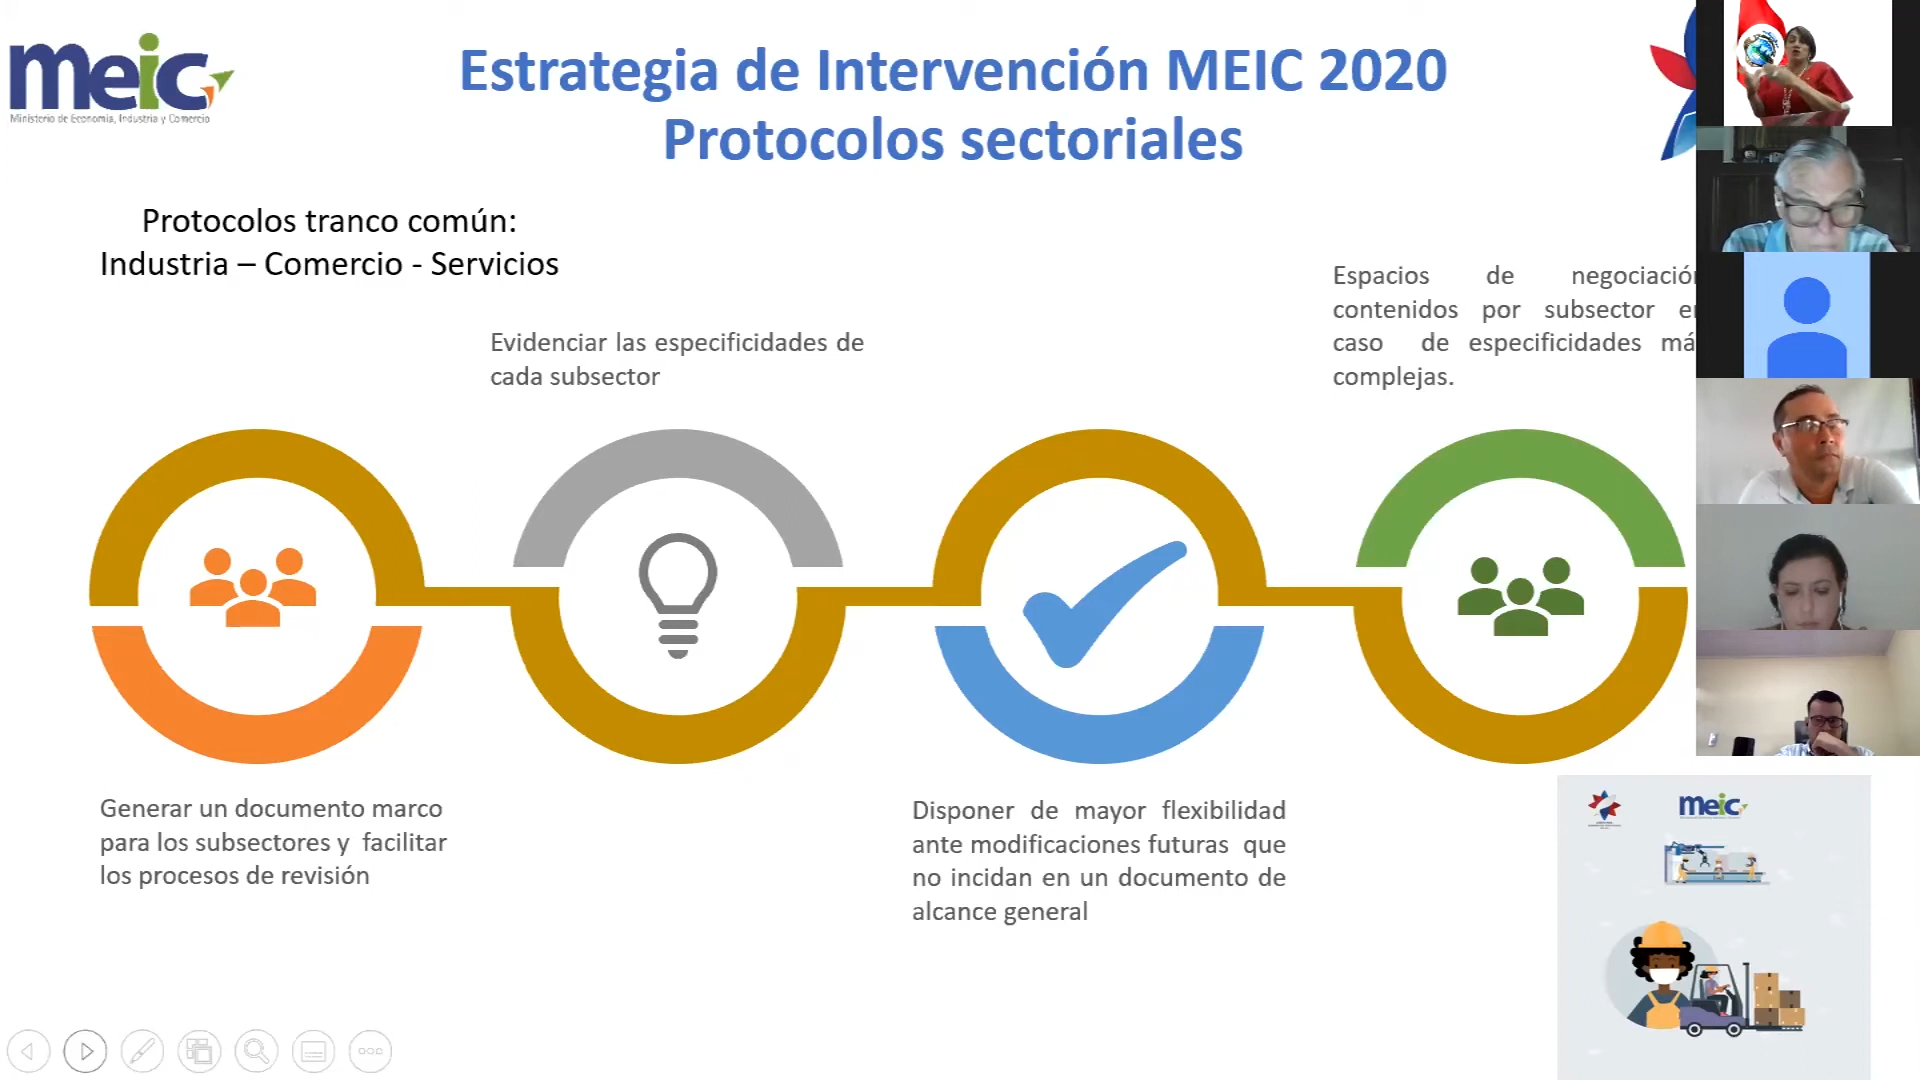 meic
Ministerio de Economía, Industria y Comercio
Estrategia de Intervención MEIC 2020
Protocolos sectoriales
Protocolos tranco común:
Industria – Comercio - Servicios
Evidenciar las especificidades de
cada subsector
Espacios de negociación
contenidos por subsector en
caso de especificidades má
complejas.
Generar un documento marco
para los subsectores y facilitar
los procesos de revisión
Disponer de mayor flexibilidad
ante modificaciones futuras que
no incidan en un documento de
alcance general
meic